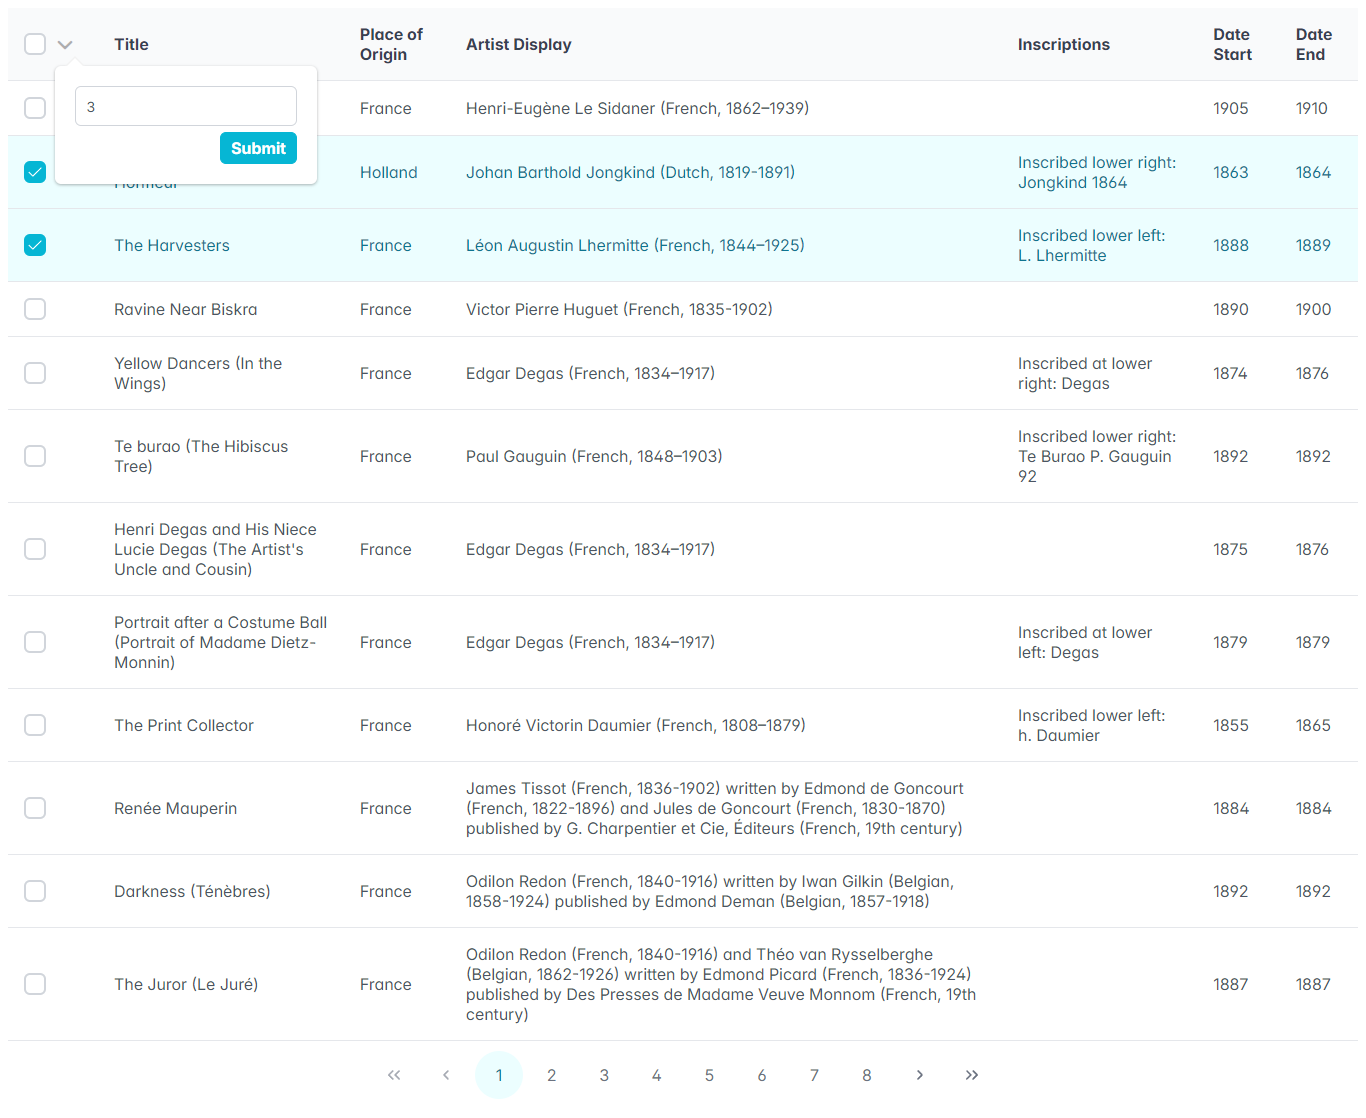 Title
Place of
Origin
Artist Display
Inscriptions
Date
Start
Date
End
3
Submit
France
Henri-Eugène Le Sidaner (French, 1862–1939)
1905
1910
Holland
Johan Barthold Jongkind (Dutch, 1819-1891)
Inscribed lower right:
Jongkind 1864
1863
1864
The Harvesters
France
Léon Augustin Lhermitte (French, 1844–1925)
Inscribed lower left:
L. Lhermitte
1888
1889
Ravine Near Biskra
France
Victor Pierre Huguet (French, 1835-1902)
1890
1900
Yellow Dancers (In the
Wings)
France
Edgar Degas (French, 1834–1917)
Inscribed at lower
right: Degas
1874
1876
Te burao (The Hibiscus
Tree)
France
Paul Gauguin (French, 1848–1903)
Inscribed lower right:
Te Burao P. Gauguin
92
1892
1892
Henri Degas and His Niece
Lucie Degas (The Artist's
Uncle and Cousin)
France
Edgar Degas (French, 1834–1917)
1875
1876
Portrait after a Costume Ball
(Portrait of Madame Dietz-
Monnin)
France
Edgar Degas (French, 1834–1917)
Inscribed at lower
left: Degas
1879
1879
The Print Collector
France
Honoré Victorin Daumier (French, 1808–1879)
Inscribed lower left:
h. Daumier
1855
1865
Renée Mauperin
France
James Tissot (French, 1836-1902) written by Edmond de Goncourt
(French, 1822-1896) and Jules de Goncourt (French, 1830-1870)
published by G. Charpentier et Cie, Éditeurs (French, 19th century)
1884
1884
Darkness (Ténèbres)
France
Odilon Redon (French, 1840-1916) written by Iwan Gilkin (Belgian,
1858-1924) published by Edmond Deman (Belgian, 1857-1918)
1892
1892
The Juror (Le Juré)
France
Odilon Redon (French, 1840-1916) and Théo van Rysselberghe
(Belgian, 1862-1926) written by Edmond Picard (French, 1836-1924)
published by Des Presses de Madame Veuve Monnom (French, 19th
century)
1887
1887
1 2 3 4 5 6 7 8